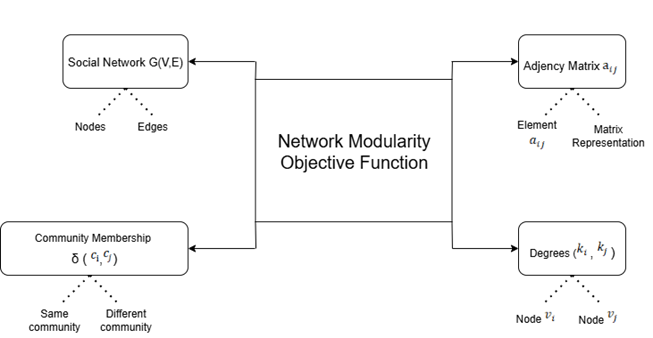 Social Network G(V,E)
Nodes
Edges
Adjency Matrix a_{ij}
Element
a_{ij}
Matrix
Representation
Network Modularity
Objective Function
Community Membership
δ ( c_i, c_j)
Same
community
Different
community
Degrees (k_i , k_j )
Node v_i
Node v_j